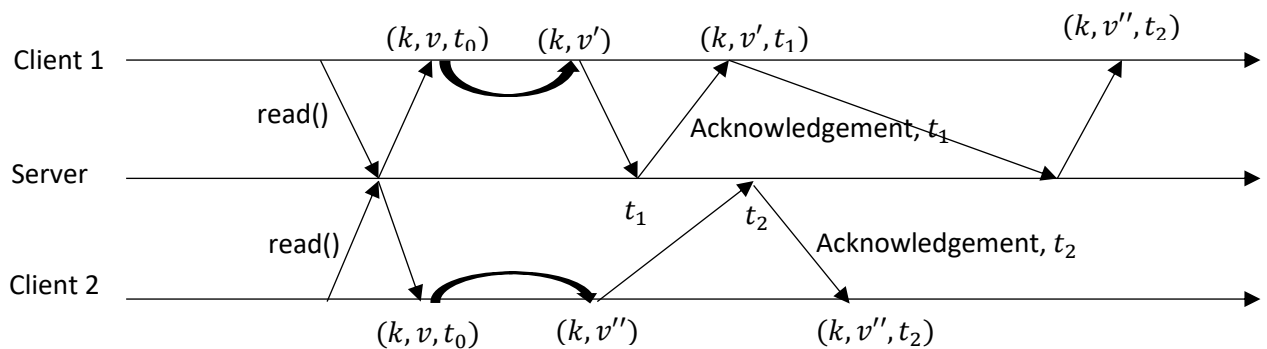 (k, v, t₀) (k, v′) (k, v′, t₁) (k, v′′, t₂)
Client 1
read()
Acknowledgement, t₁
Server
t₁ t₂
read()
Acknowledgement, t₂
Client 2
(k, v, t₀) (k, v′′) (k, v′′, t₂)